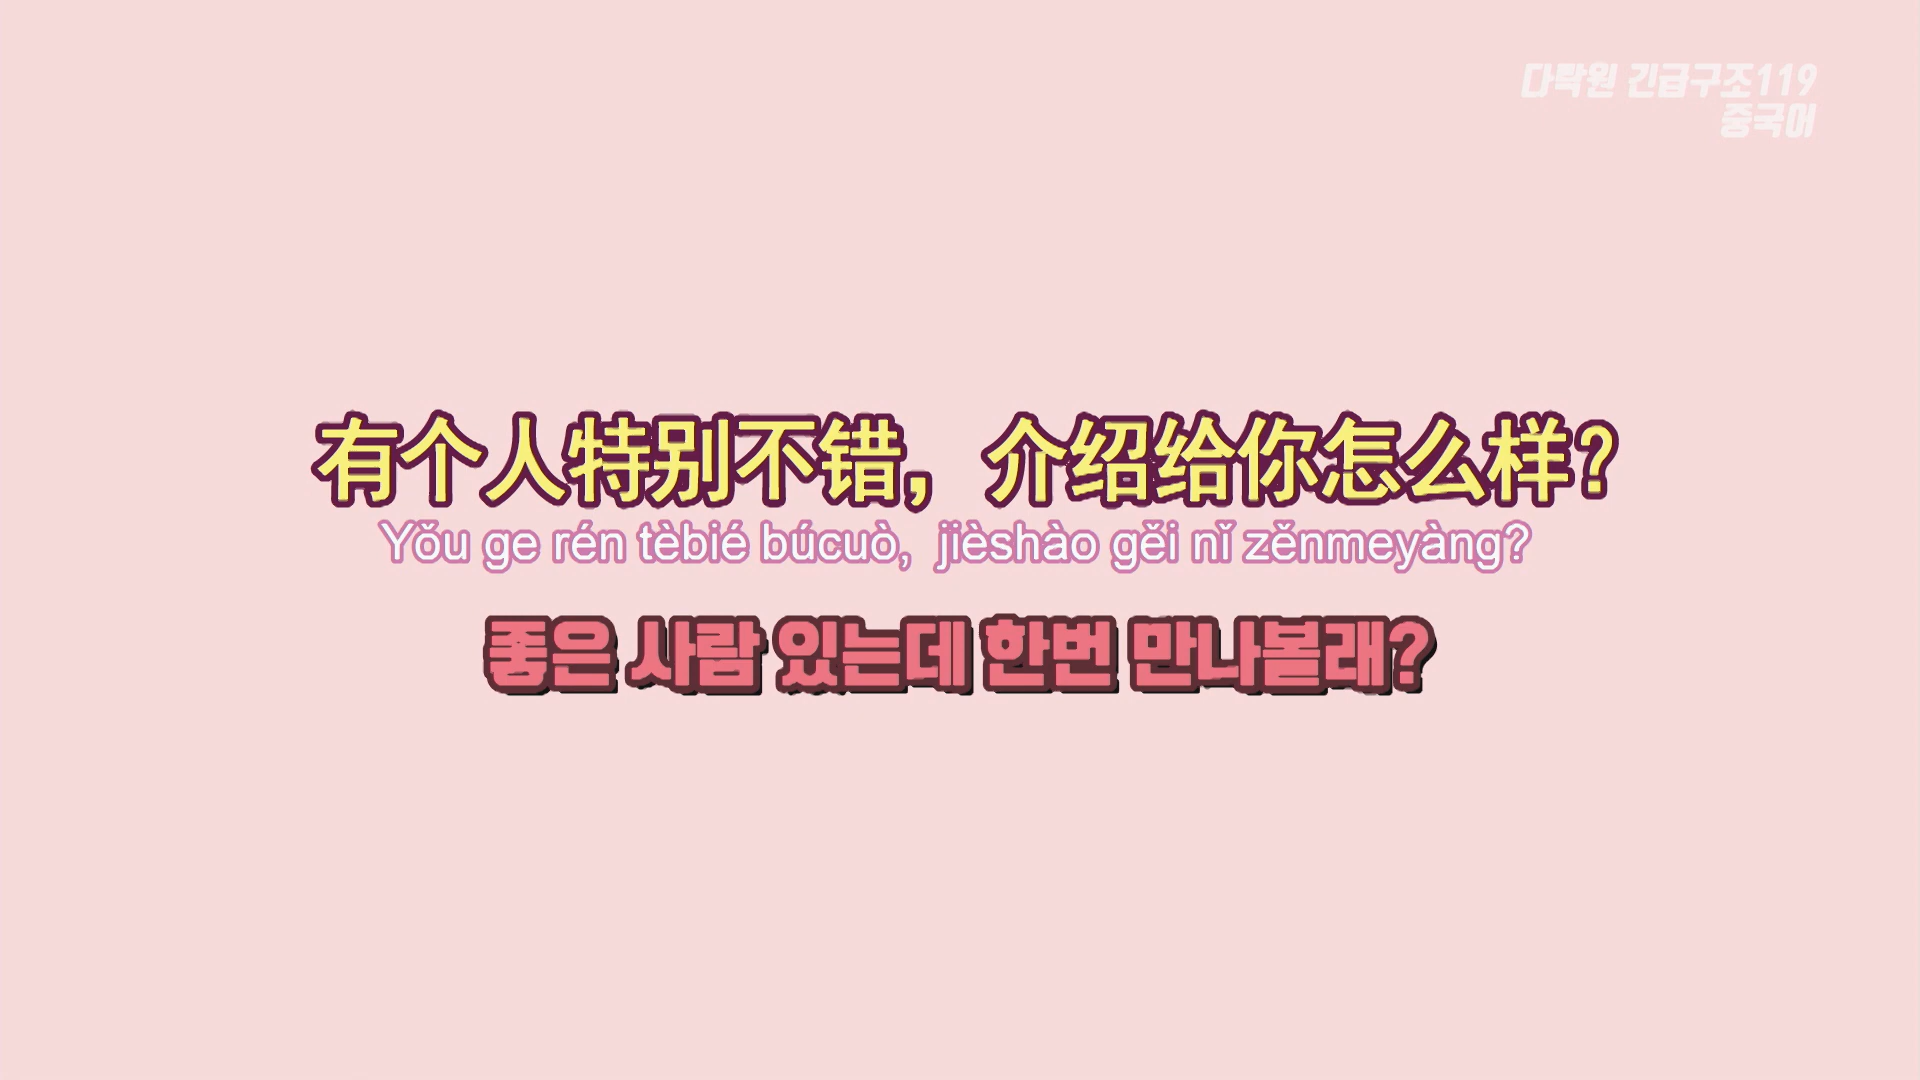 다락원 긴급구조119
중국어
有个人特别不错，介绍给你怎么样？
Yǒu ge rén tèbié búcuò, jièshào gěi nǐ zěnmeyàng?
좋은 사람 있는데 한번 만나볼래?